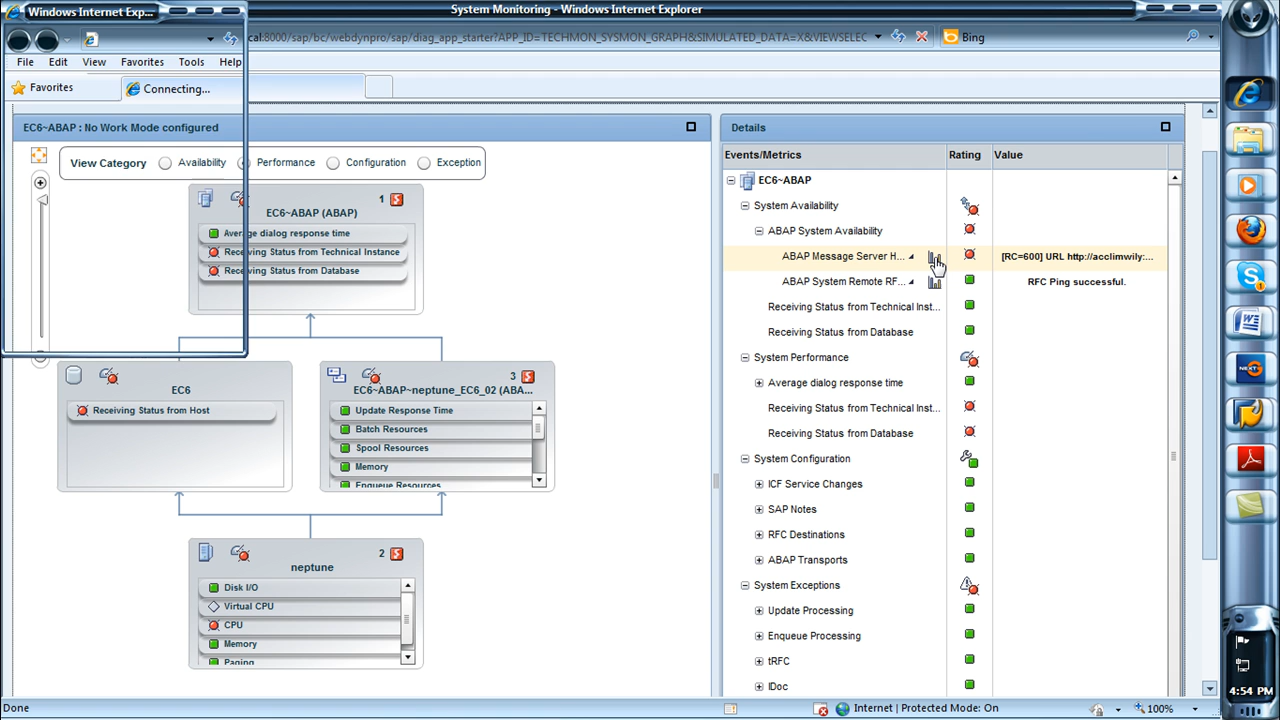 Windows Internet Exp...
System Monitoring - Windows Internet Explorer
cal:8000/sap/bc/webdynpro/sap/diag_app_starter?APP_ID=TECHMON_SYSMON_GRAPH&SIMULATED_DATA=X&VIEWSELEC
Bing
File Edit View Favorites Tools Help
Favorites
Connecting...
EC6~ABAP : No Work Mode configured
View Category Availability Performance Configuration Exception
1
EC6~ABAP (ABAP)
Average dialog response time
Receiving Status from Technical Instance
Receiving Status from Database
EC6
Receiving Status from Host
3
EC6~ABAP~neptune_EC6_02 (ABA...
Update Response Time
Batch Resources
Spool Resources
Memory
Enqueue Resources
2
neptune
Disk I/O
Virtual CPU
CPU
Memory
Paging
Details
Events/Metrics Rating Value
EC6~ABAP
System Availability
ABAP System Availability
ABAP Message Server H... [RC=600] URL http://acclimwily:...
ABAP System Remote RF... RFC Ping successful.
Receiving Status from Technical Inst...
Receiving Status from Database
System Performance
Average dialog response time
Receiving Status from Technical Inst...
Receiving Status from Database
System Configuration
ICF Service Changes
SAP Notes
RFC Destinations
ABAP Transports
System Exceptions
Update Processing
Enqueue Processing
tRFC
IDoc
Done
Internet | Protected Mode: On
100%
4:54 PM